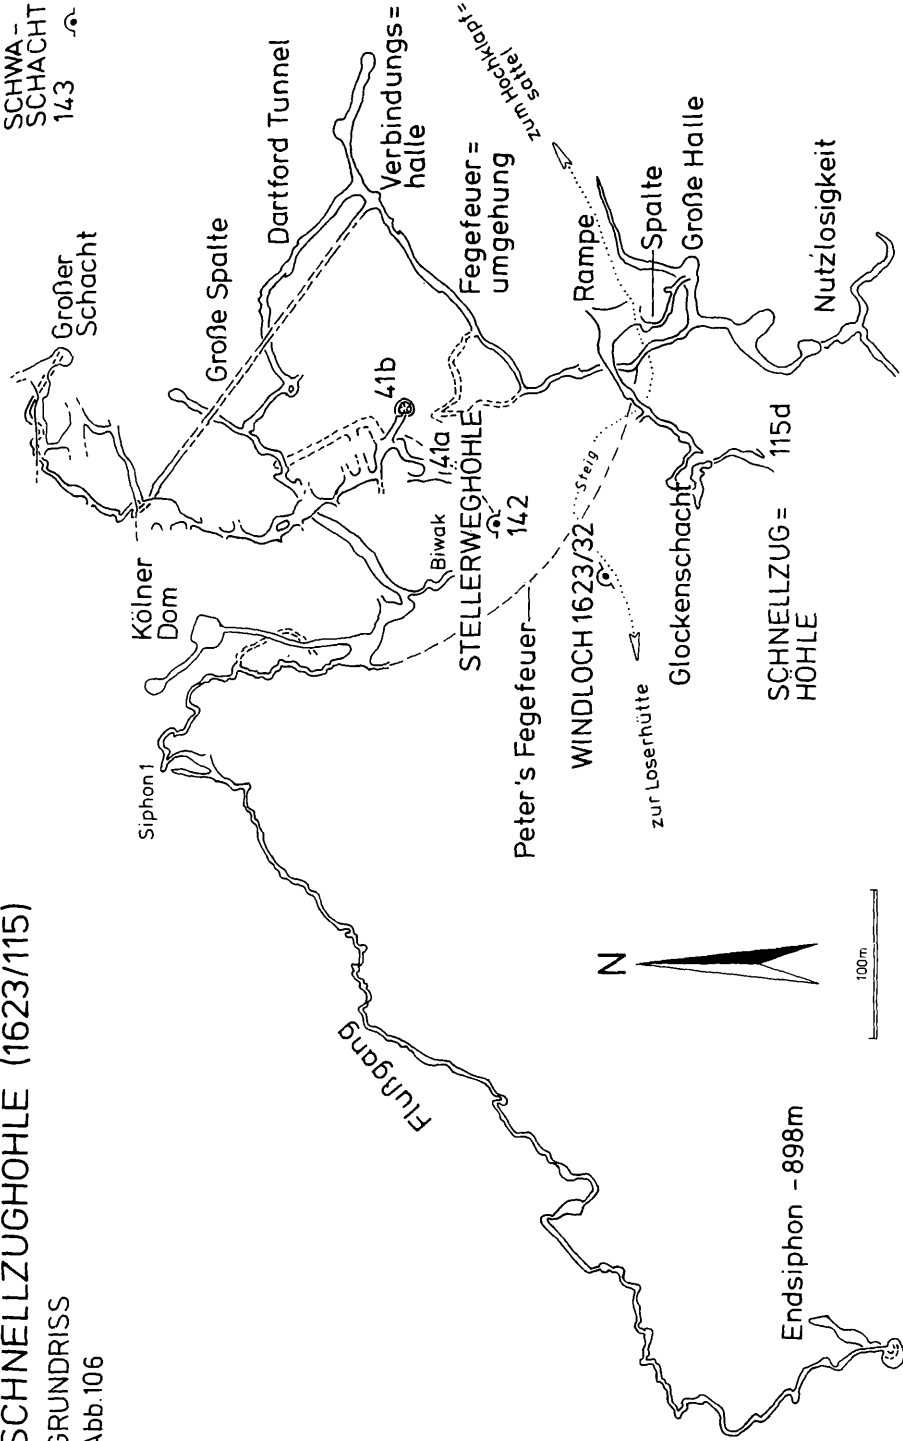 SCHNELLZUGHÖHLE (1623/115)
GRUNDRISS
Abb.106
SCHWA-
SCHACHT
143
Großer
Schacht
Dartford Tunnel
Verbindungs=
halle
Große Spalte
Kölner
Dom
Siphon 1
41b
41a
Fegefeuer=
umgehung
zum Hochklapf=
sattel
Biwak
STELLERWEGHÖHLE
142
Steig
Rampe
Spalte
Große Halle
Peter's Fegefeuer
WINDLOCH 1623/32
zur Loserhütte
Glockenschacht
115d
SCHNELLZUG=
HÖHLE
Nutzlosigkeit
Flußgang
N
100m
Endsiphon -898m